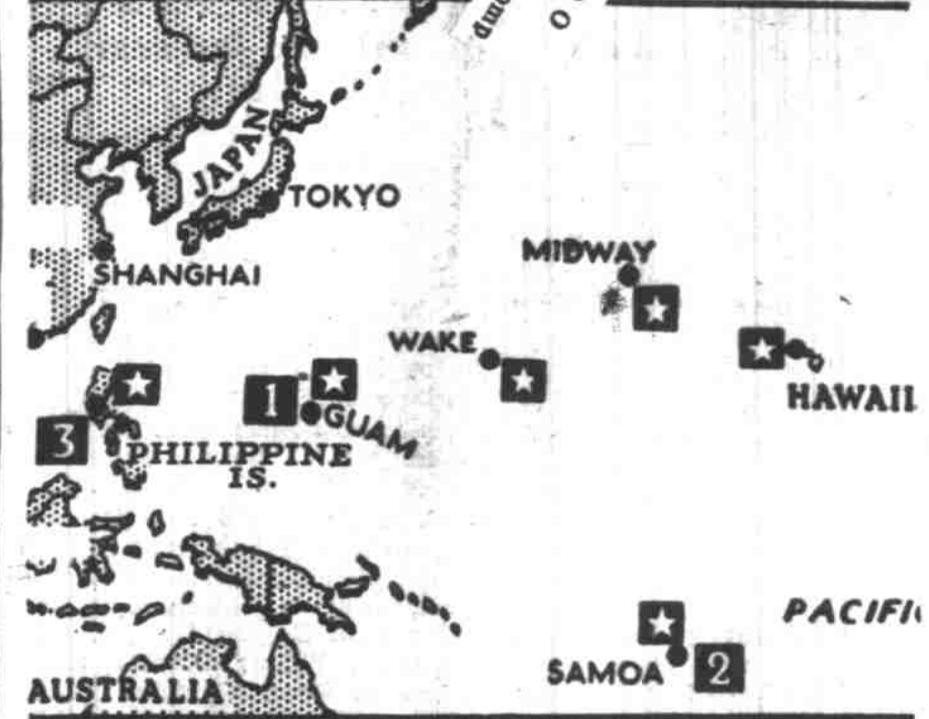 JAPAN
TOKYO
SHANGHAI
MIDWAY
WAKE
HAWAII
1
GUAM
3
PHILIPPINE
IS.
PACIFI
SAMOA
2
AUSTRALIA